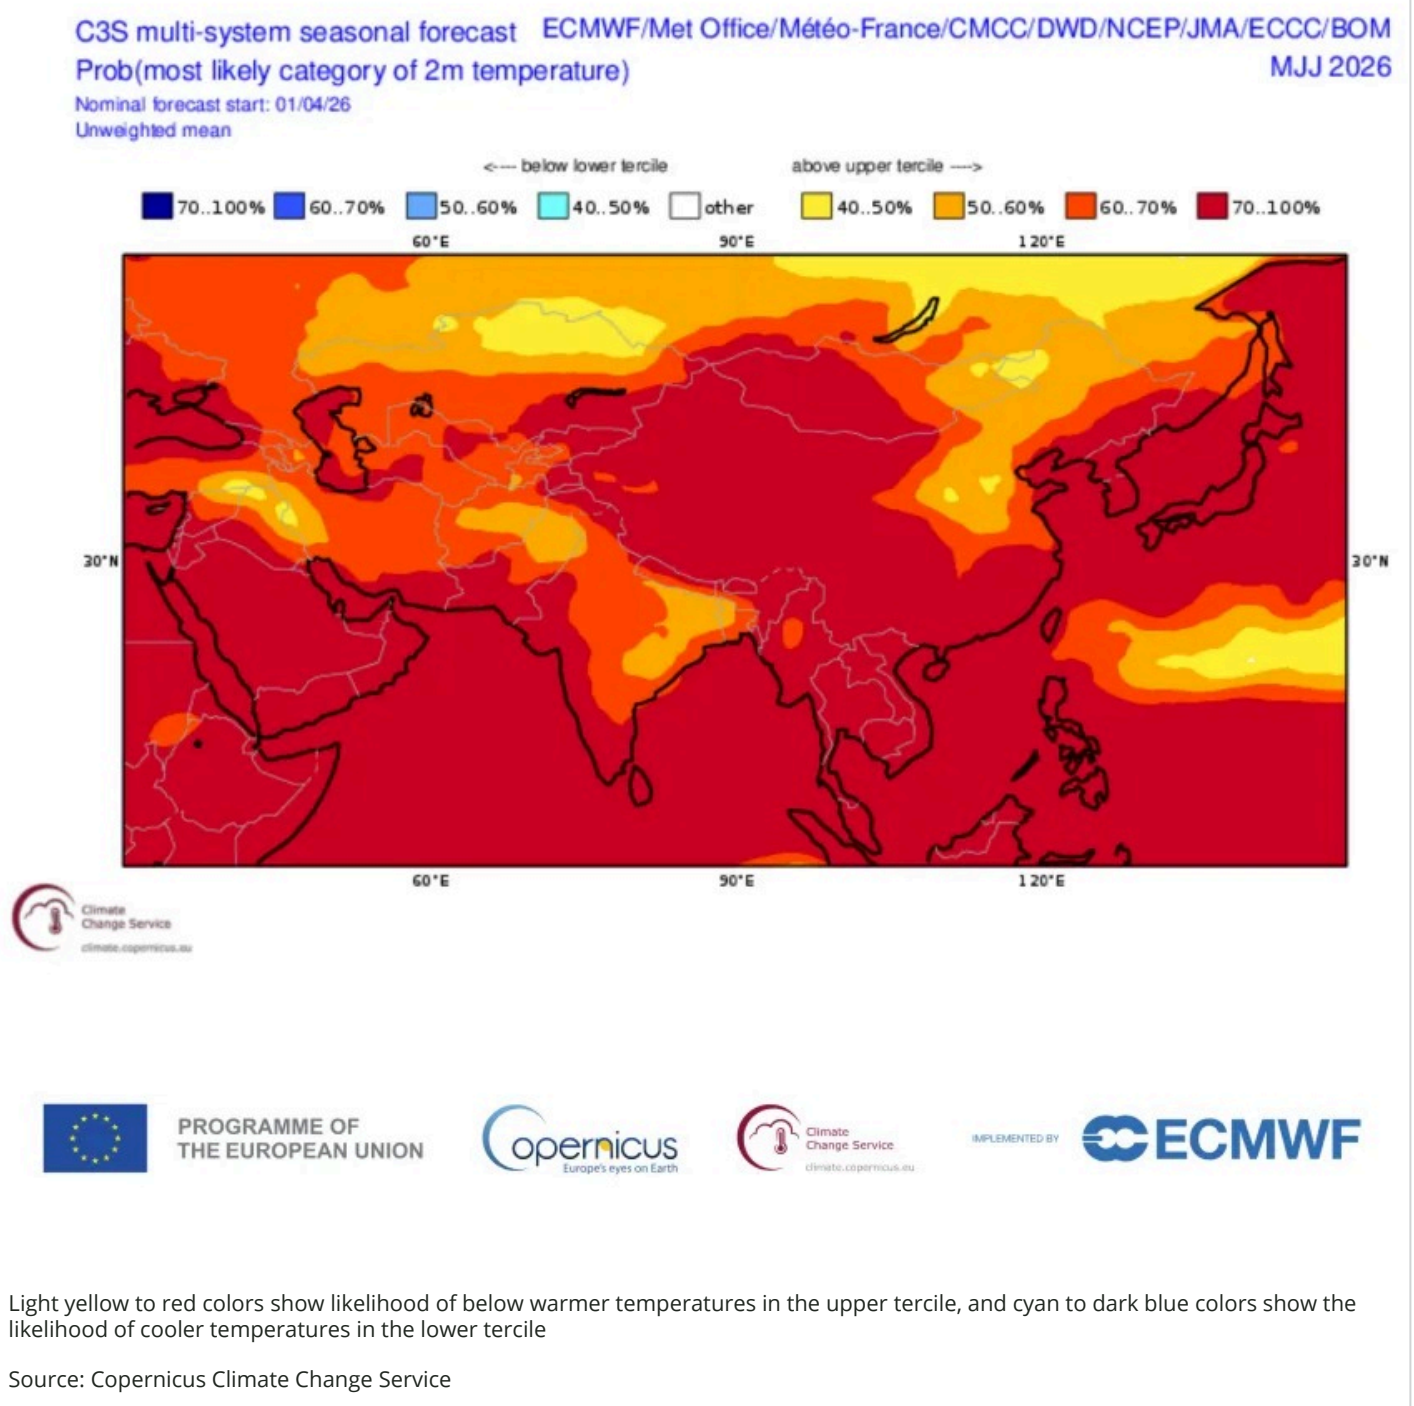 C3S multi-system seasonal forecast ECMWF/Met Office/Météo-France/CMCC/DWD/NCEP/JMA/ECCC/BOM
Prob(most likely category of 2m temperature) MJJ 2026
Nominal forecast start: 01/04/26
Unweighted mean
<---- below lower tercile above upper tercile ---->
70..100% 60..70% 50..60% 40..50% other 40..50% 50..60% 60..70% 70..100%
60°E 90°E 120°E
30°N 30°N
60°E 90°E 120°E
Climate
Change Service
climate.copernicus.eu
PROGRAMME OF
THE EUROPEAN UNION
opernicus
Europe's eyes on Earth
Climate
Change Service
climate.copernicus.eu
IMPLEMENTED BY
ECMWF
Light yellow to red colors show likelihood of below warmer temperatures in the upper tercile, and cyan to dark blue colors show the
likelihood of cooler temperatures in the lower tercile
Source: Copernicus Climate Change Service